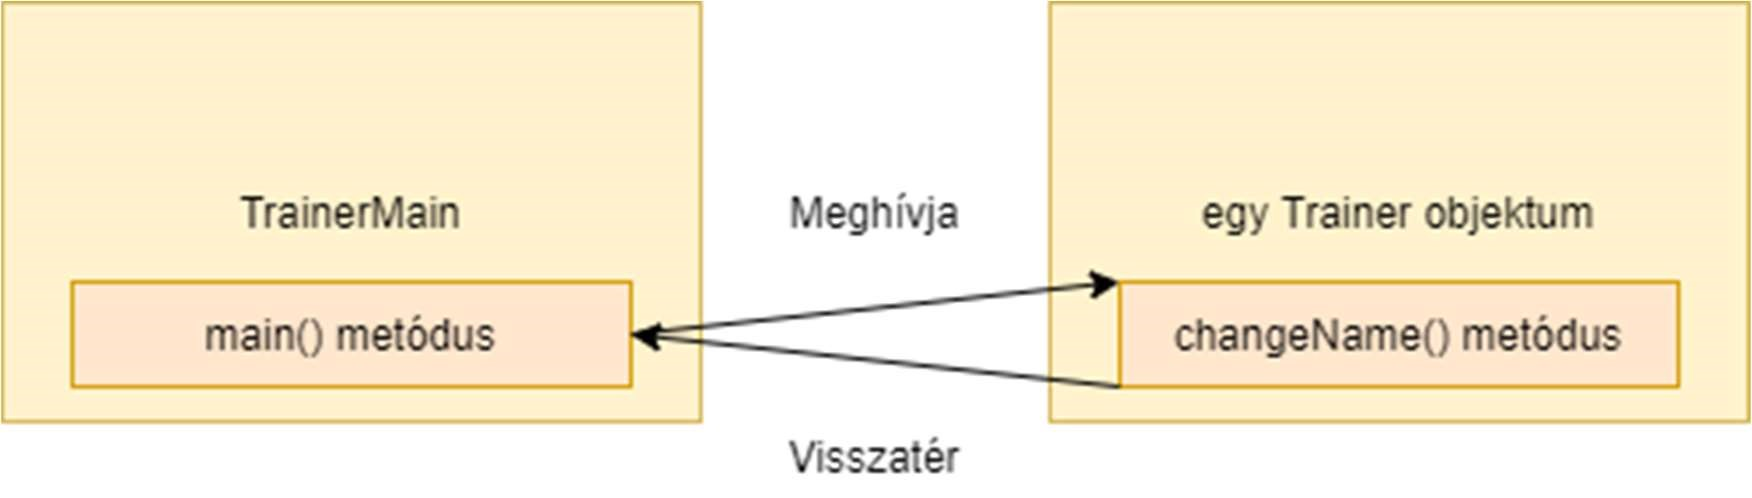 TrainerMain
Meghívja
egy Trainer objektum
main() metódus
changeName() metódus
Visszatér